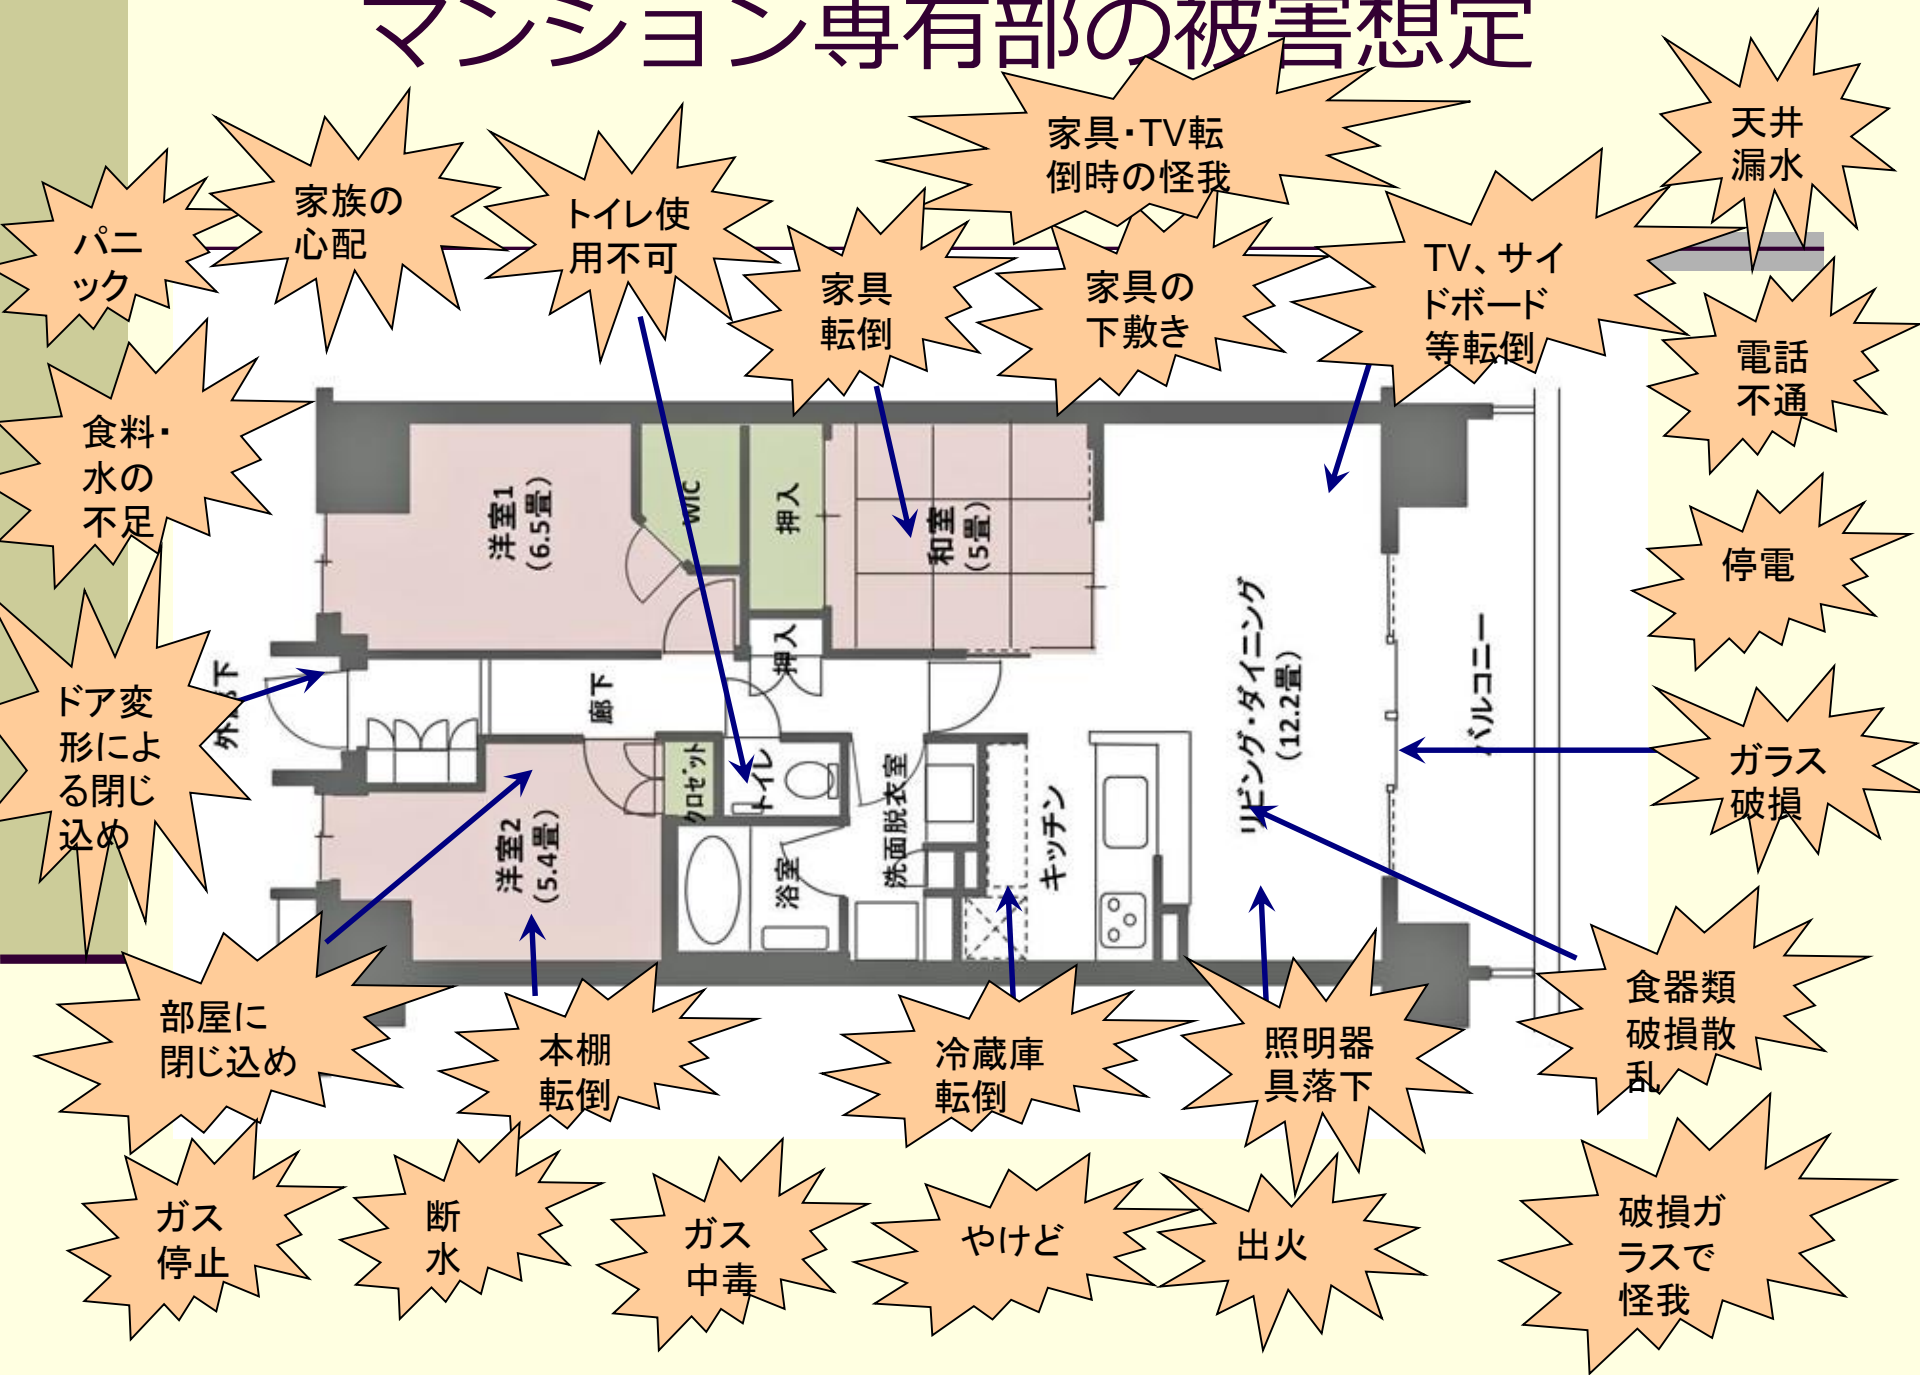 マンション専有部の被害想定
パニ
ック
家族の
心配
トイレ使
用不可
家具
転倒
家具・TV転
倒時の怪我
家具の
下敷き
TV、サイ
ドボード
等転倒
天井
漏水
電話
不通
停電
ガラス
破損
食料・
水の
不足
ドア変
形によ
る閉じ
込め
外廊下
洋室1
（6.5畳）
WIC
押入
和室
（5畳）
押入
廊下
リビング・ダイニング
（12.2畳）
バルコニー
洋室2
（5.4畳）
クロゼット
トイレ
浴室
洗面脱衣室
キッチン
部屋に
閉じ込め
本棚
転倒
冷蔵庫
転倒
照明器
具落下
食器類
破損散
乱
ガス
停止
断
水
ガス
中毒
やけど
出火
破損ガ
ラスで
怪我